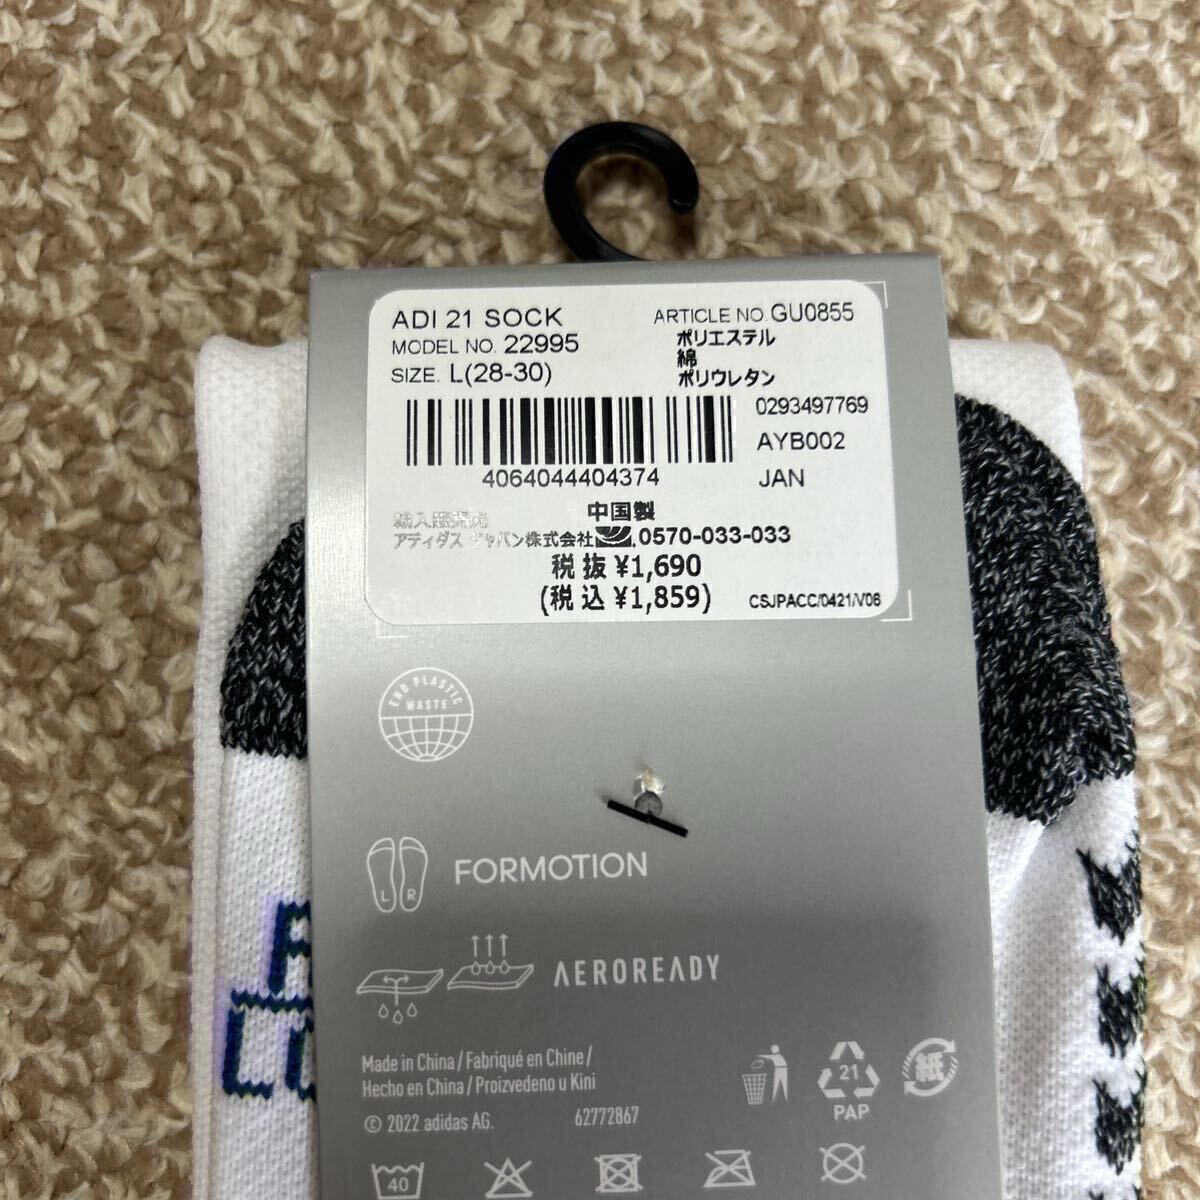 ADI 21 SOCK
MODEL NO. 22995
SIZE. L(28-30)
ARTICLE NO. GU0855
ポリエステル
綿
ポリウレタン
0293497769
AYB002
JAN
4064044404374
中国製
輸入販売元
アディダス ジャパン株式会社 0570-033-033
税抜 ¥1,690
(税込 ¥1,859)
CSJPACC/0421/V06
END PLASTIC
WASTE
L R
FORMOTION
AEROREADY
Made in China / Fabriqué en Chine /
Hecho en China / Proizvedeno u Kini
© 2022 adidas AG.
62772867
21
PAP
紙
40